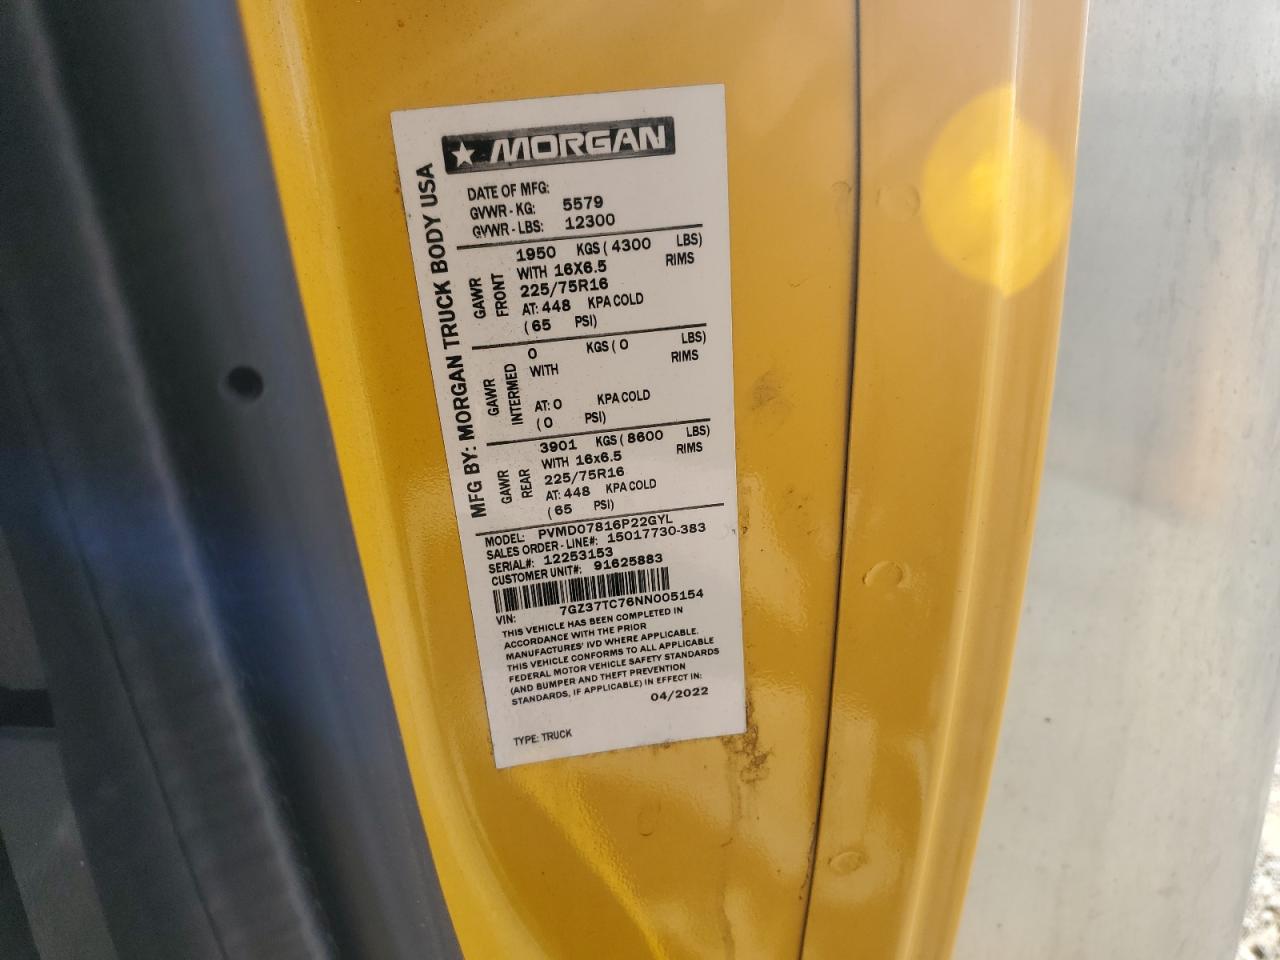 MORGAN
MFG BY: MORGAN TRUCK BODY USA
DATE OF MFG:
GVWR - KG: 5579
GVWR - LBS: 12300
GAWR FRONT
1950 KGS ( 4300 LBS)
WITH 16X6.5 RIMS
225/75R16
AT: 448 KPA COLD
( 65 PSI)
GAWR INTERMED
0 KGS ( 0 LBS)
WITH RIMS
AT: 0 KPA COLD
( 0 PSI)
GAWR REAR
3901 KGS ( 8600 LBS)
WITH 16x6.5 RIMS
225/75R16
AT: 448 KPA COLD
( 65 PSI)
MODEL: PVMD07816P22GYL
SALES ORDER - LINE#: 15017730-383
SERIAL#: 12253153
CUSTOMER UNIT#: 91625883
VIN: 7GZ37TC76NN005154
THIS VEHICLE HAS BEEN COMPLETED IN
ACCORDANCE WITH THE PRIOR
MANUFACTURES' IVD WHERE APPLICABLE.
THIS VEHICLE CONFORMS TO ALL APPLICABLE
FEDERAL MOTOR VEHICLE SAFETY STANDARDS
(AND BUMPER AND THEFT PREVENTION
STANDARDS, IF APPLICABLE) IN EFFECT IN:
04/2022
TYPE: TRUCK